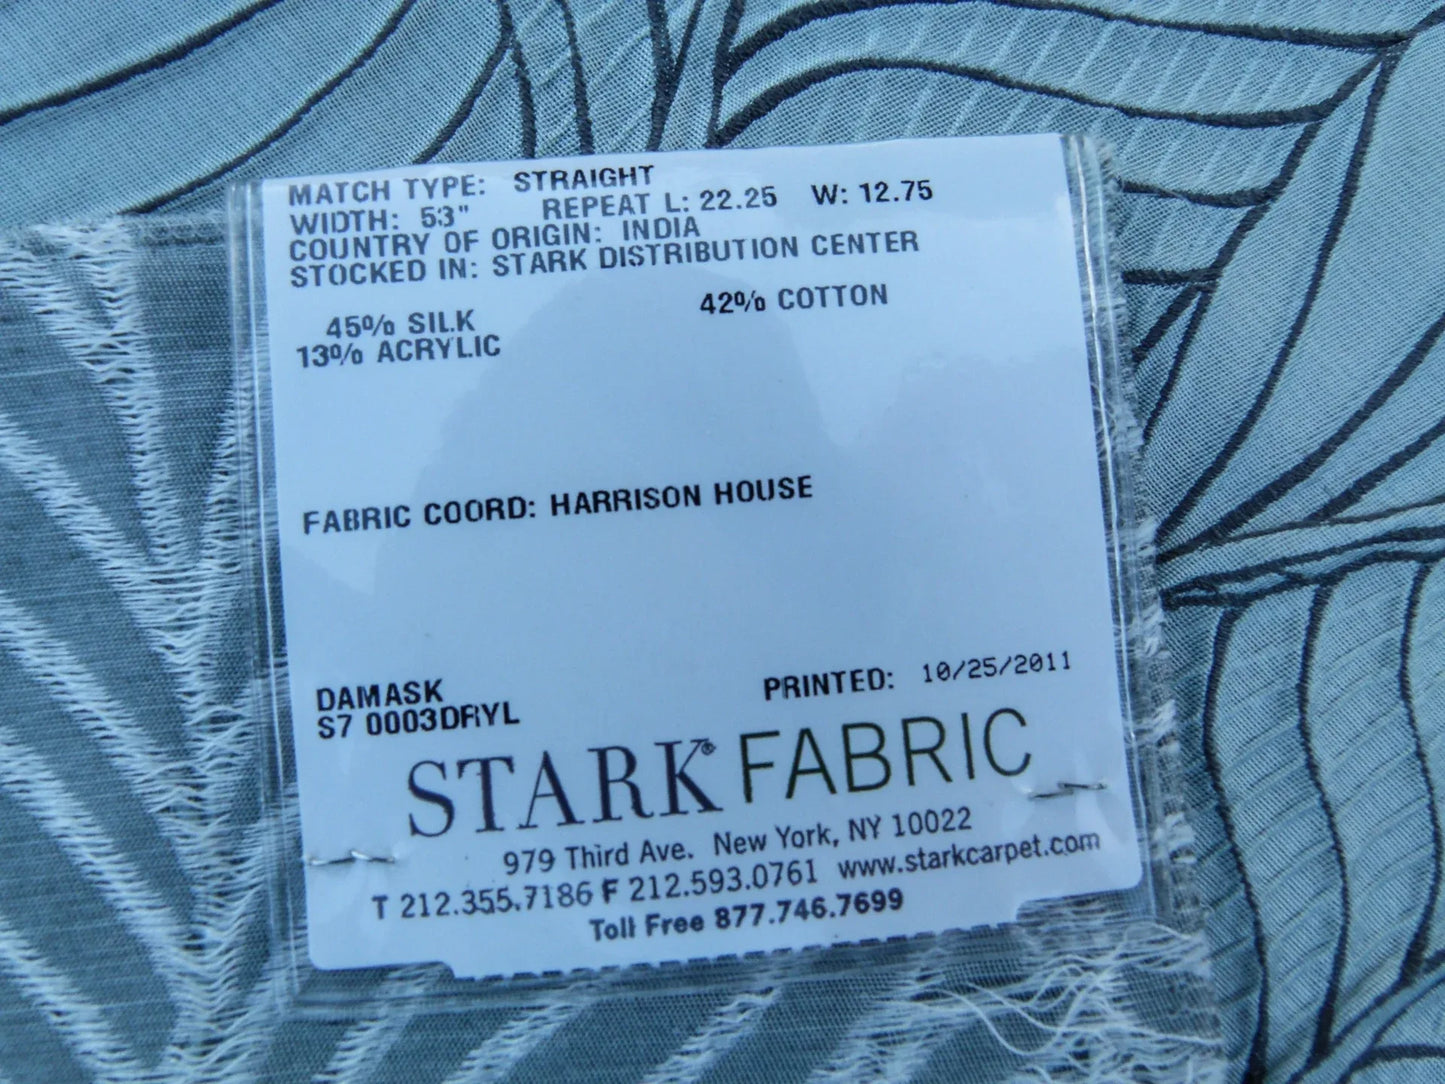 MATCH TYPE: STRAIGHT
WIDTH: 53" REPEAT L: 22.25 W: 12.75
COUNTRY OF ORIGIN: INDIA
STOCKED IN: STARK DISTRIBUTION CENTER
45% SILK 42% COTTON
13% ACRYLIC
FABRIC COORD: HARRISON HOUSE
DAMASK PRINTED: 10/25/2011
S7 0003DRYL
STARK® FABRIC
979 Third Ave. New York, NY 10022
T 212.355.7186 F 212.593.0761 www.starkcarpet.com
Toll Free 877.746.7699